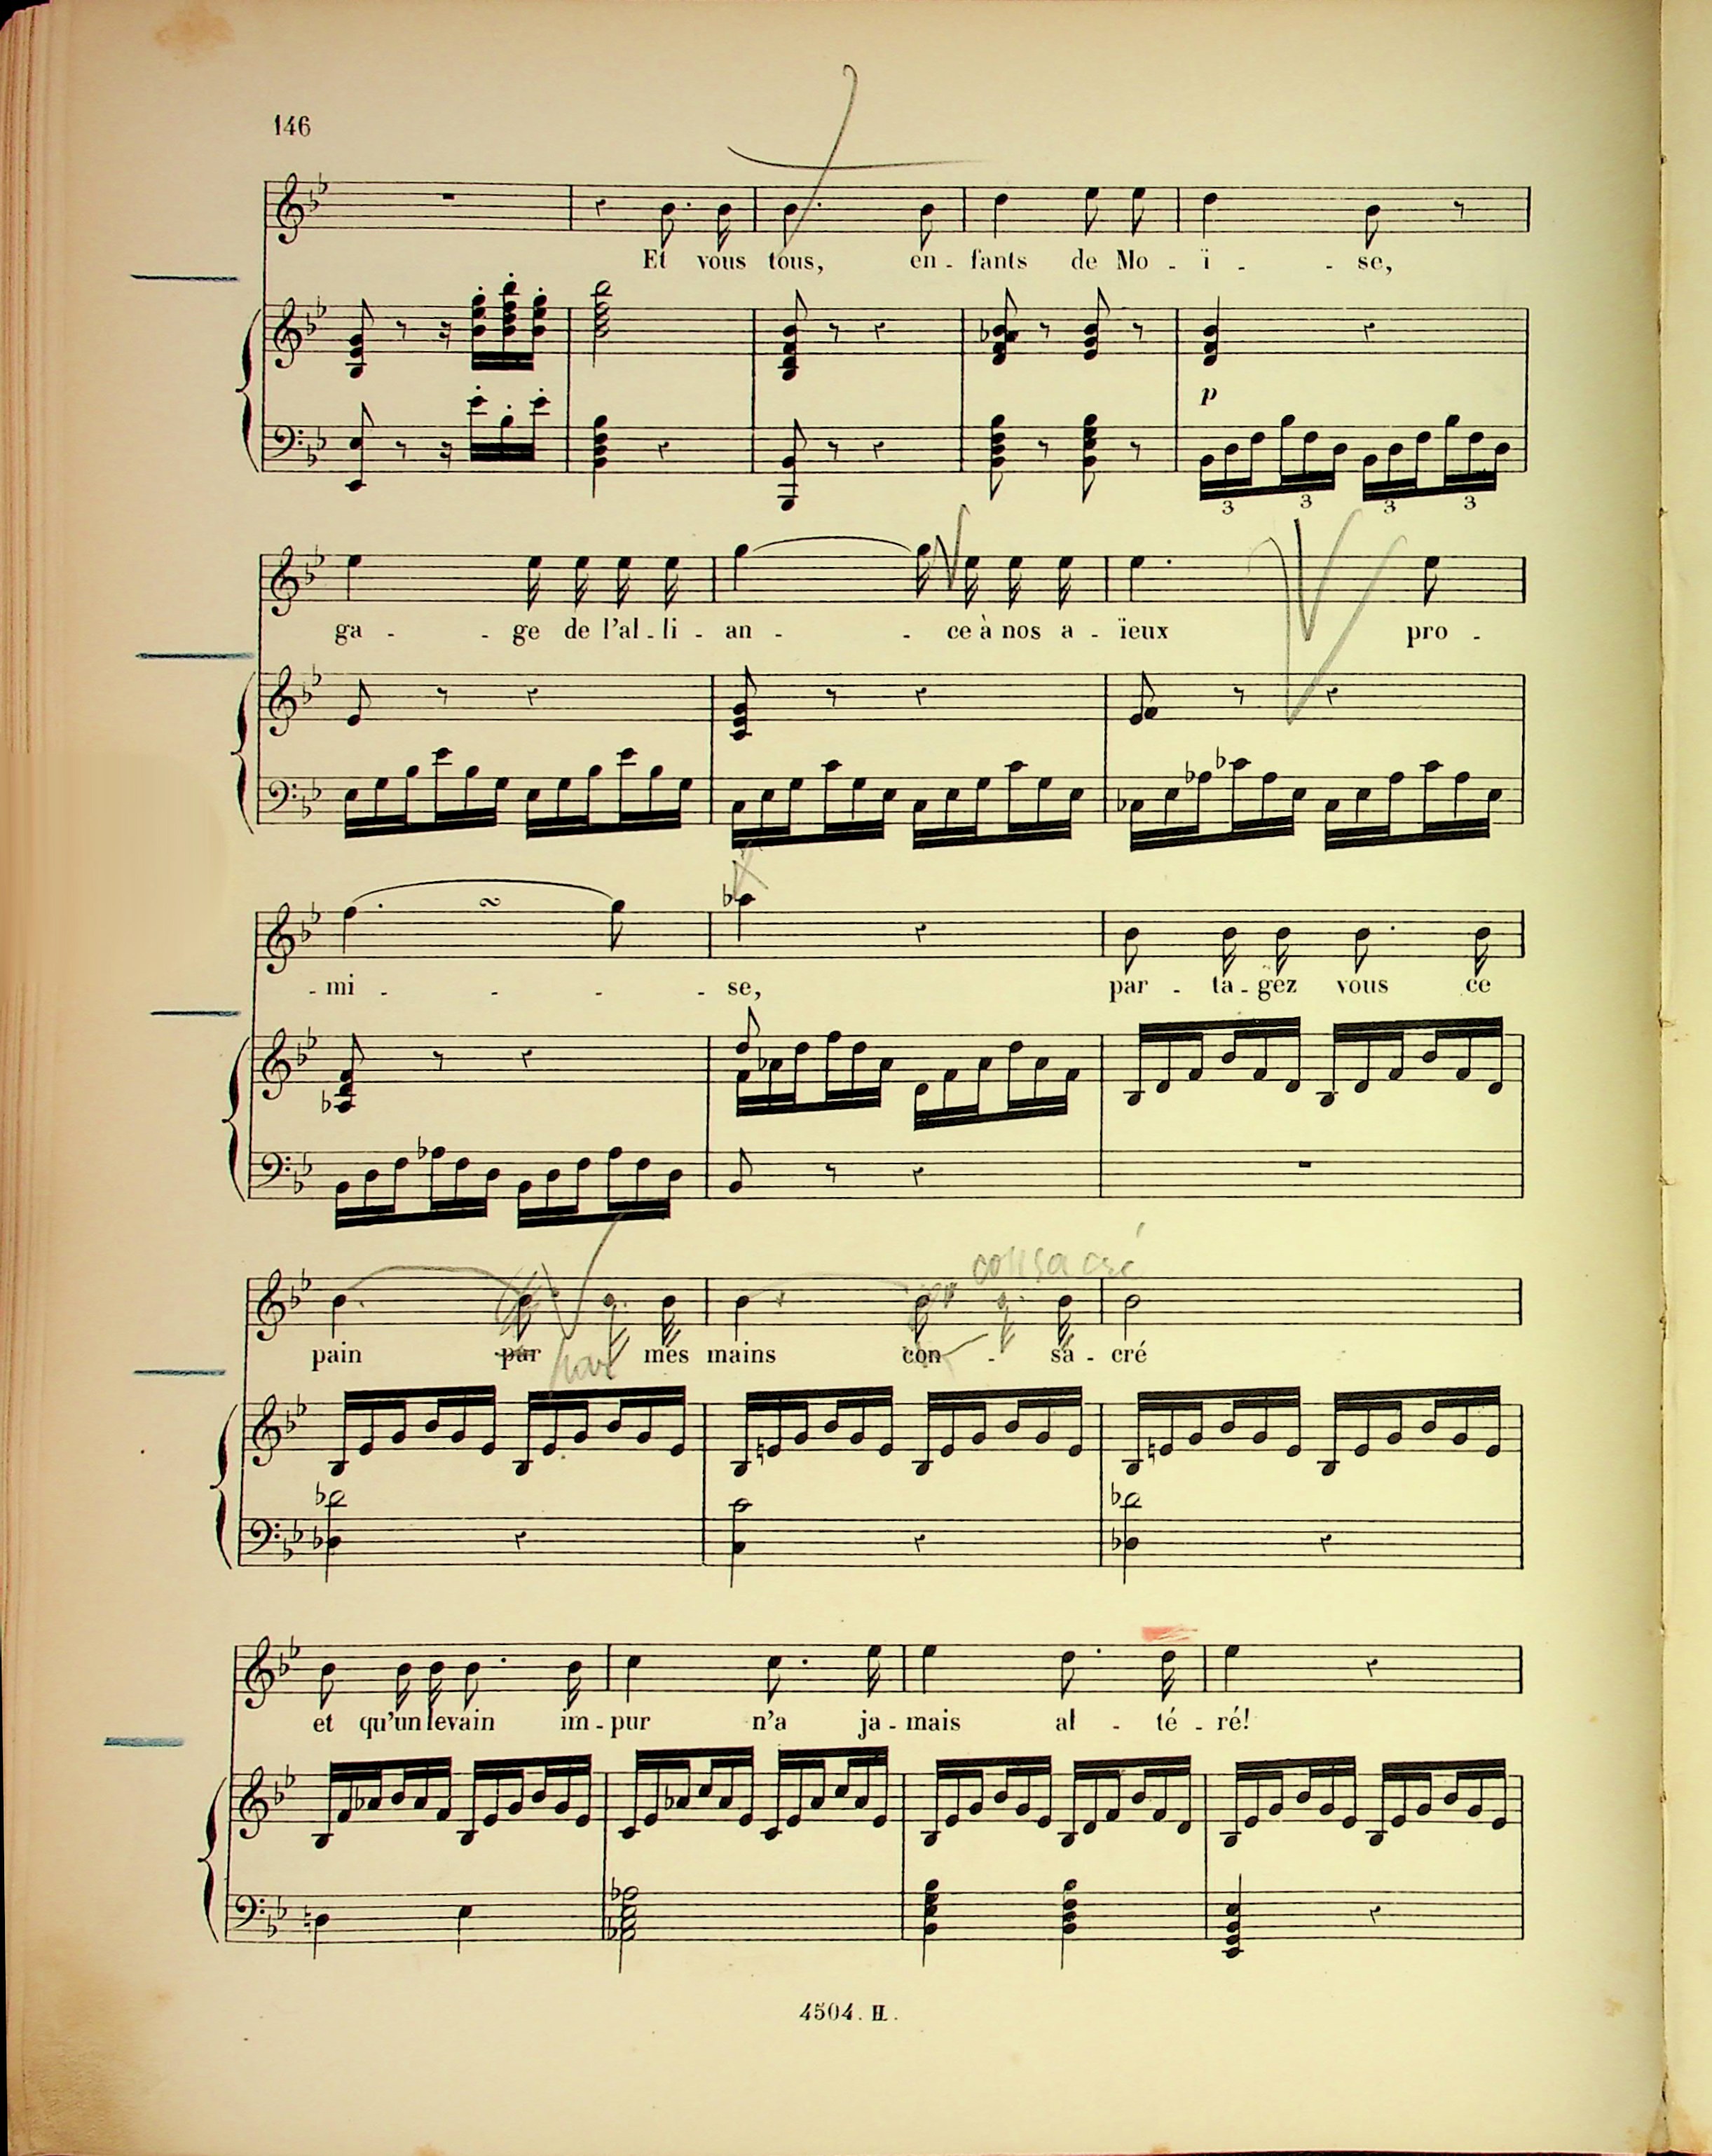 146
Et vous tous, en - fants de Mo - ï - - se,
p
3 3 3 3
ga - - ge de l'al - li - an - - ce à nos a - ïeux pro -
- mi - - - - se, par - ta - gez vous ce
consacré
pain par mes mains con - sa - cré
par
et qu'un levain im - pur n'a ja - mais al - té - ré!
4504. H.